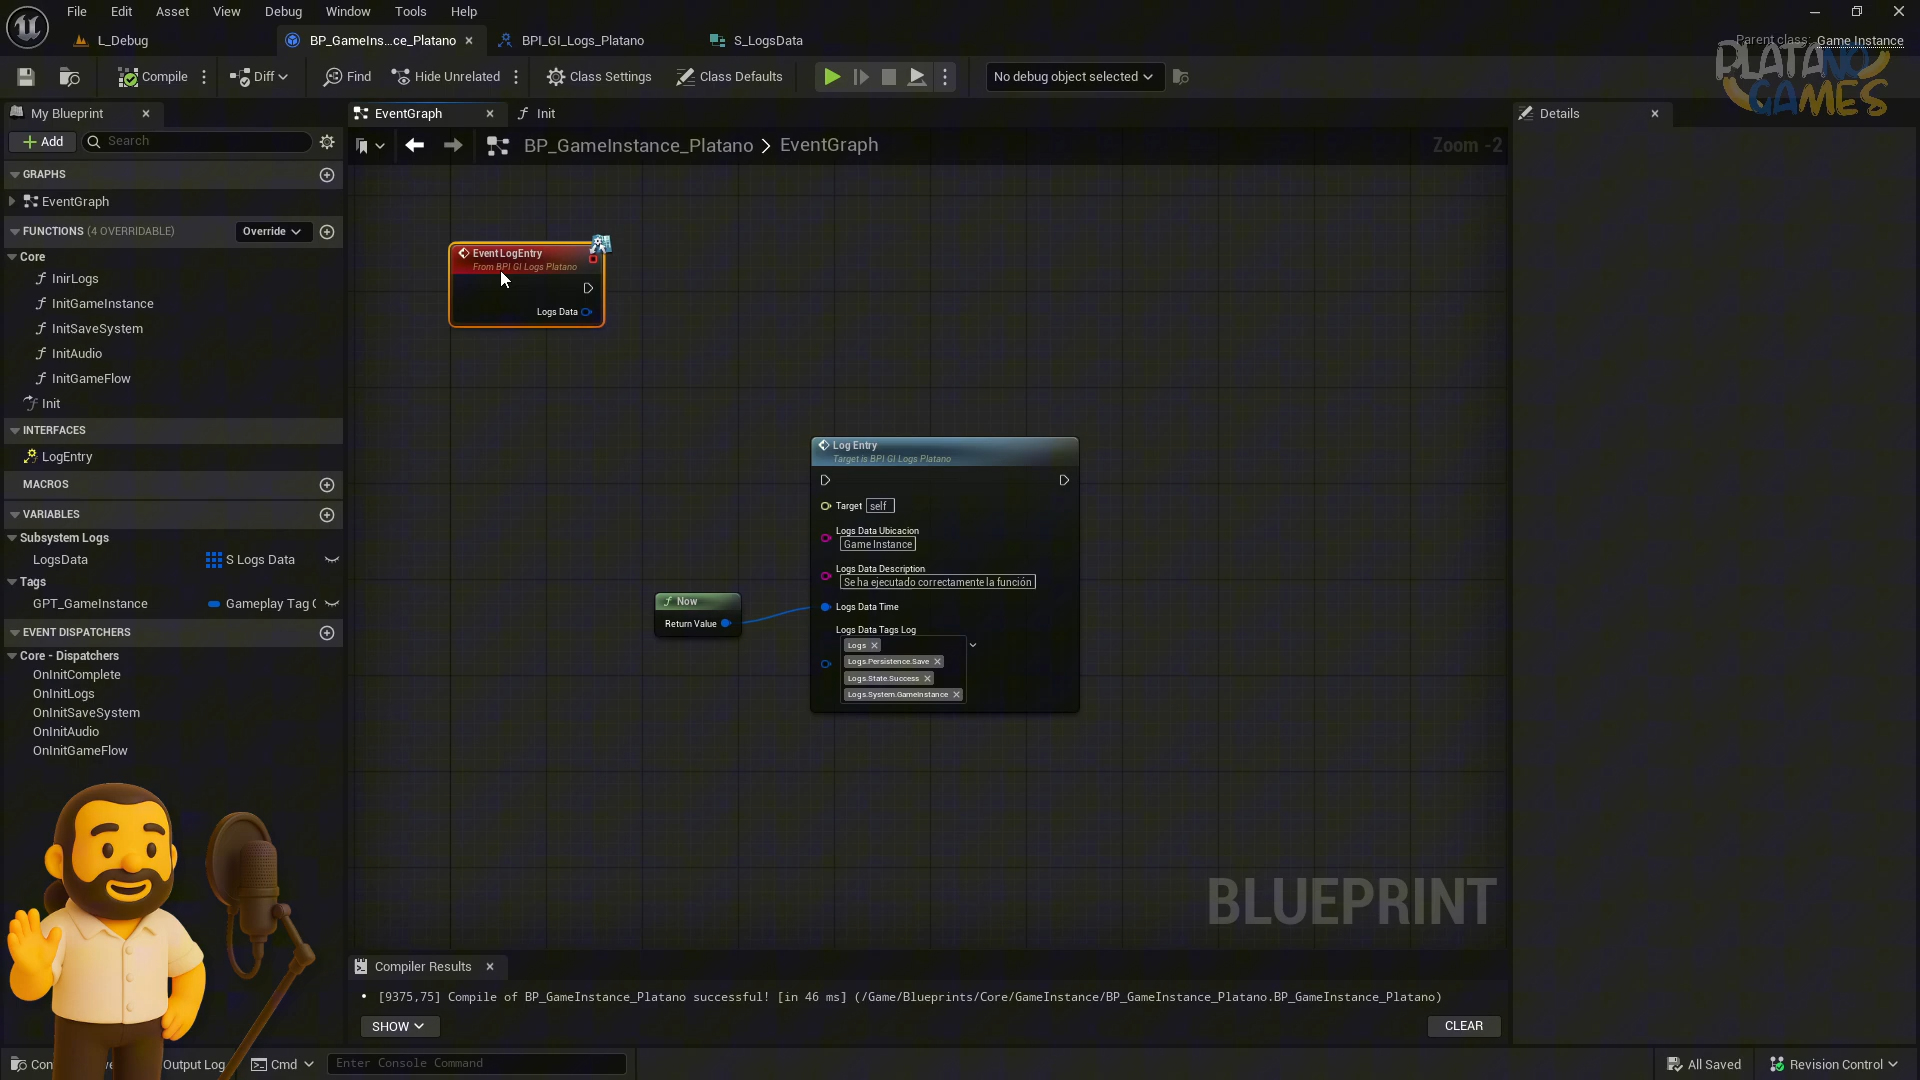 File Edit Asset View Debug Window Tools Help
L_Debug
BP_GameIns...ce_Platano
BPI_GI_Logs_Platano
S_LogsData
Parent class: Game Instance
PLATANO GAMES
Compile
Diff
Find
Hide Unrelated
Class Settings
Class Defaults
No debug object selected
My Blueprint
EventGraph
Init
Details
Add
Search
BP_GameInstance_Platano > EventGraph
Zoom -2
GRAPHS
EventGraph
FUNCTIONS (4 OVERRIDABLE)
Override
Core
InirLogs
InitGameInstance
InitSaveSystem
InitAudio
InitGameFlow
Init
INTERFACES
LogEntry
MACROS
VARIABLES
Subsystem Logs
LogsData
S Logs Data
Tags
GPT_GameInstance
Gameplay Tag C
EVENT DISPATCHERS
Core - Dispatchers
OnInitComplete
OnInitLogs
OnInitSaveSystem
OnInitAudio
OnInitGameFlow
Event LogEntry
From BPI GI Logs Platano
Logs Data
Log Entry
Target is BPI GI Logs Platano
Target self
Logs Data Ubicacion
Game Instance
Logs Data Description
Se ha ejecutado correctamente la función
Logs Data Time
Logs Data Tags Log
Logs
Logs.Persistence.Save
Logs.State.Success
Logs.System.GameInstance
Now
Return Value
BLUEPRINT
Compiler Results
[9375,75] Compile of BP_GameInstance_Platano successful! [in 46 ms] (/Game/Blueprints/Core/GameInstance/BP_GameInstance_Platano.BP_GameInstance_Platano)
SHOW
CLEAR
Output Log
Cmd
Enter Console Command
All Saved
Revision Control